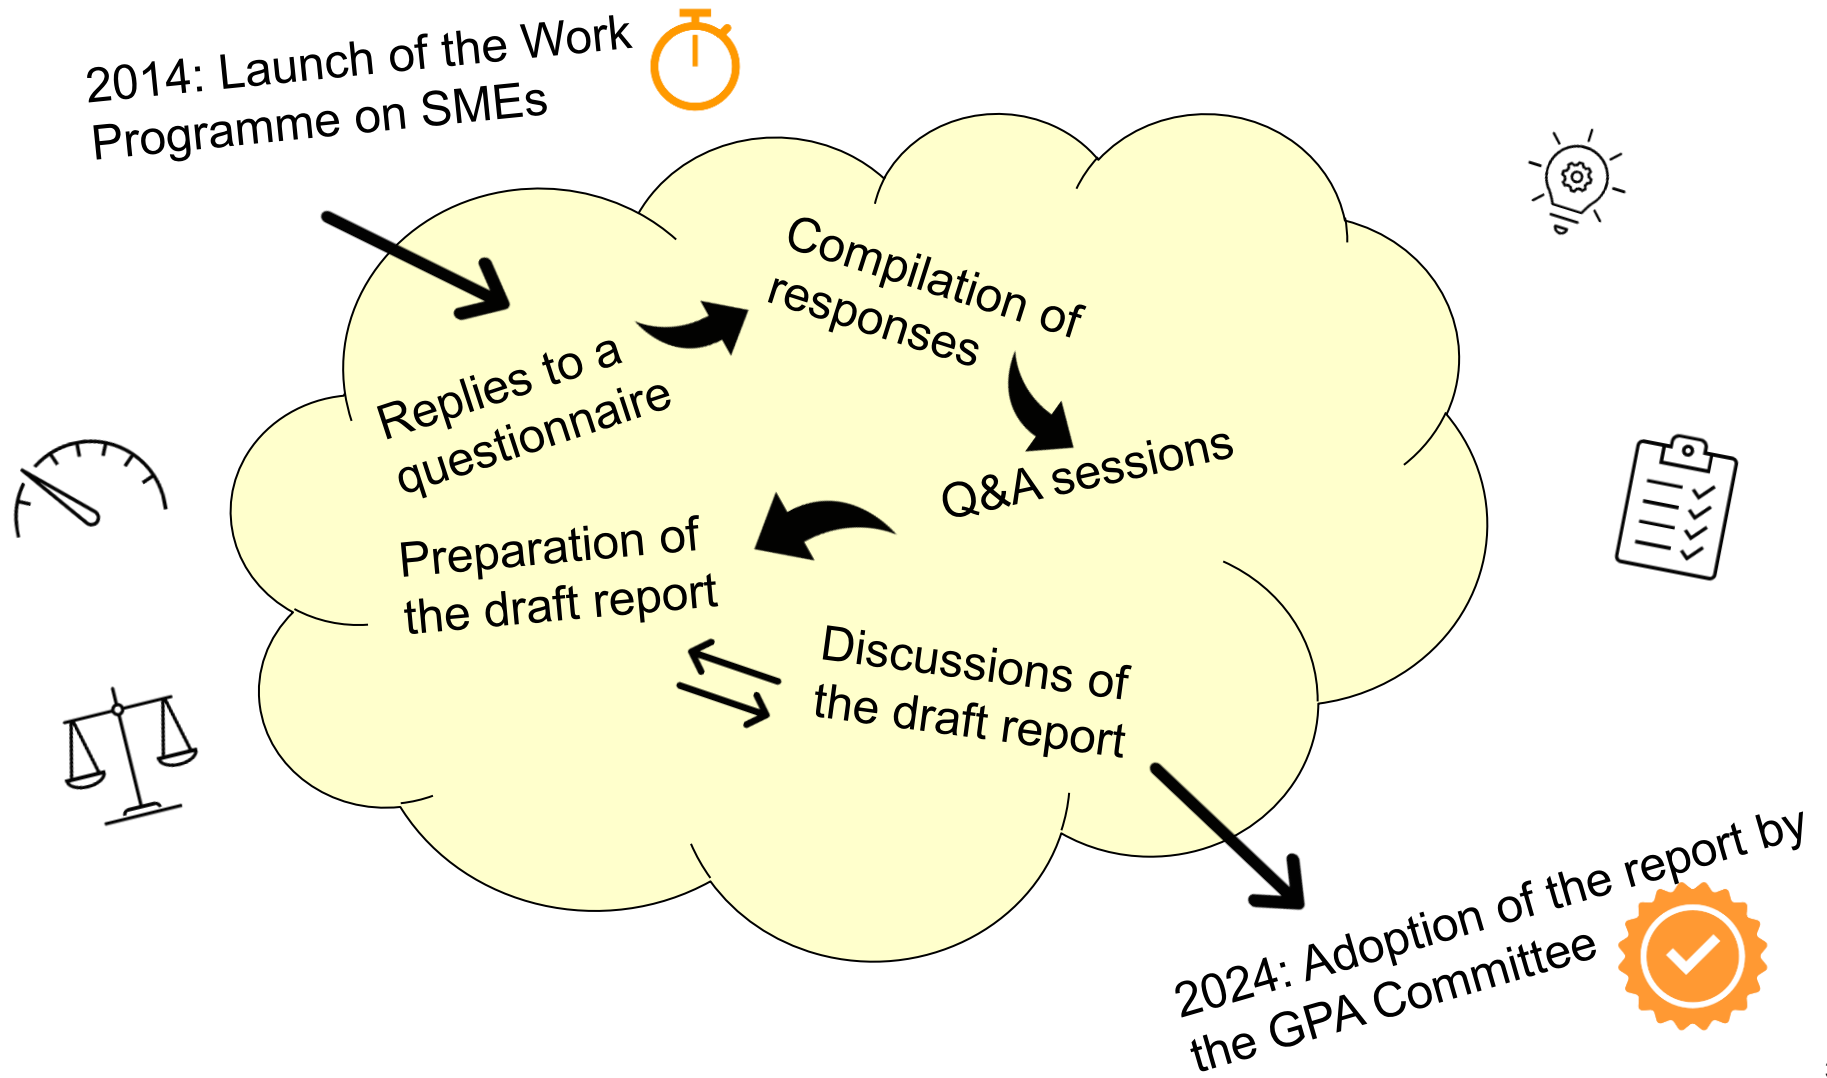 2014: Launch of the Work
Programme on SMEs
Compilation of
responses
Replies to a
questionnaire
Q&A sessions
Preparation of
the draft report
Discussions of
the draft report
2024: Adoption of the report by
the GPA Committee